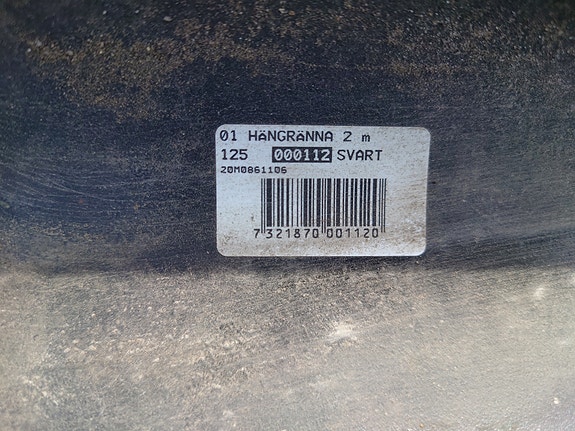 01 HÄNGRÄNNA 2 m
125 000112 SVART
20M0861106
7 321870 001120